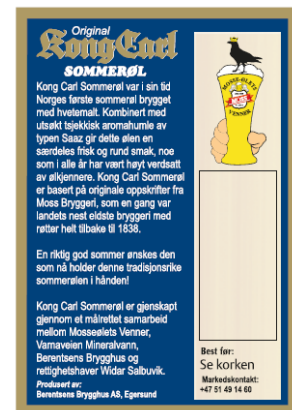 Original
Kong Carl
SOMMERØL
Kong Carl Sommerøl var i sin tid
Norges første sommerøl brygget
med hvetemalt. Kombinert med
utsøkt tsjekkisk aromahumle av
typen Saaz gir dette ølen en
særdeles frisk og rund smak, noe
som i alle år har vært høyt verdsatt
av ølkjennere. Kong Carl Sommerøl
er basert på originale oppskrifter fra
Moss Bryggeri, som en gang var
landets nest eldste bryggeri med
røtter helt tilbake til 1838.
En riktig god sommer ønskes den
som nå holder denne tradisjonsrike
sommerølen i hånden!
Kong Carl Sommerøl er gjenskapt
gjennom et målrettet samarbeid
mellom Mosseølets Venner,
Vamaveien Mineralvann,
Berentsens Brygghus og
rettighetshaver Widar Salbuvik.
Produsert av:
Berentsens Brygghus AS, Egersund
MOSSE-ØLETS
VENNER
Best før:
Se korken
Markedskontakt:
+47 51 49 14 60